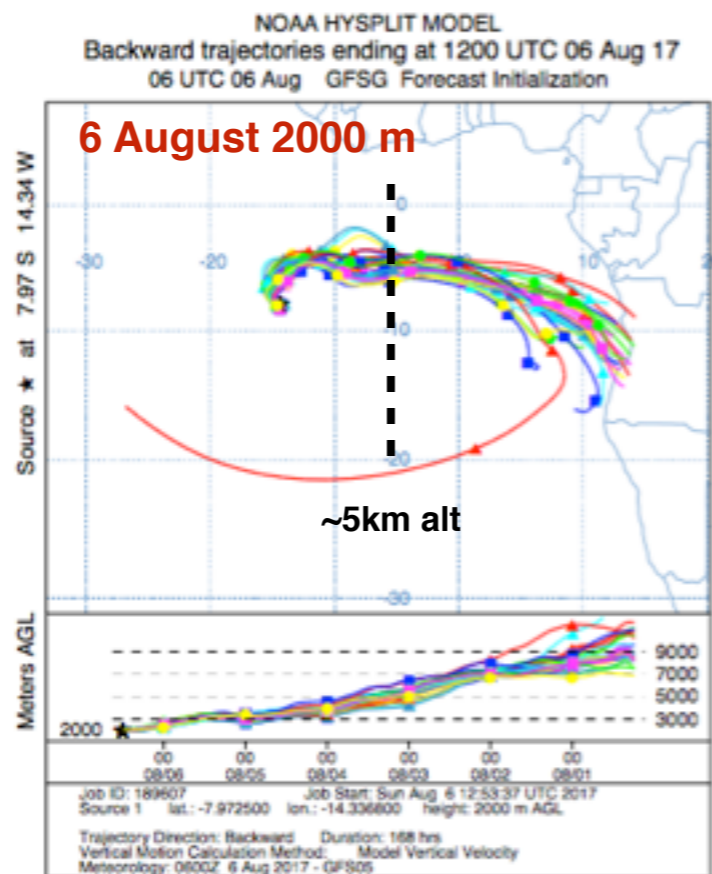 NOAA HYSPLIT MODEL
Backward trajectories ending at 1200 UTC 06 Aug 17
06 UTC 06 Aug GFSG Forecast Initialization
6 August 2000 m
Source ★ at 7.97 S 14.34 W
0
-30
-20
10
-10
-20
-30
~5km alt
Meters AGL
9000
7000
5000
3000
2000
00 00 00 00 00 00
08/06 08/05 08/04 08/03 08/02 08/01
Job ID: 189607 Job Start: Sun Aug 6 12:53:37 UTC 2017
Source 1 lat.: -7.972500 lon.: -14.336800 height: 2000 m AGL
Trajectory Direction: Backward Duration: 168 hrs
Vertical Motion Calculation Method: Model Vertical Velocity
Meteorology: 0600Z 6 Aug 2017 - GFS05